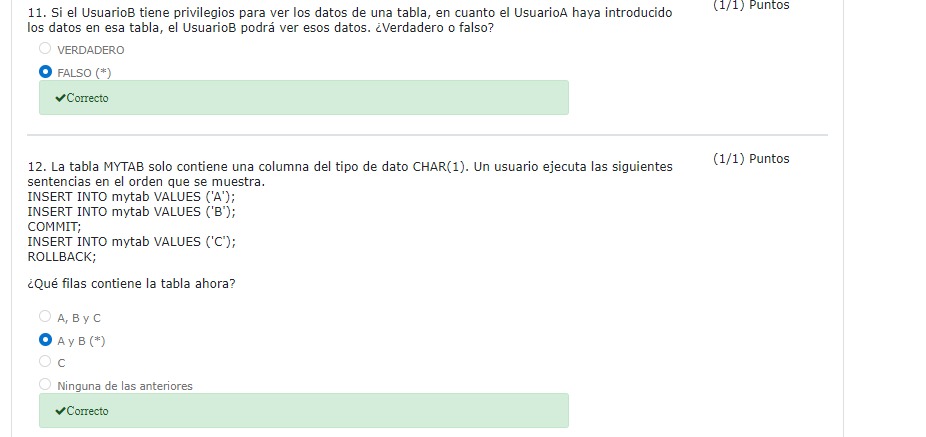 11. Si el UsuarioB tiene privilegios para ver los datos de una tabla, en cuanto el UsuarioA haya introducido
(1/1) Puntos
los datos en esa tabla, el UsuarioB podrá ver esos datos. ¿Verdadero o falso?
VERDADERO
FALSO (*)
✔Correcto
12. La tabla MYTAB solo contiene una columna del tipo de dato CHAR(1). Un usuario ejecuta las siguientes
(1/1) Puntos
sentencias en el orden que se muestra.
INSERT INTO mytab VALUES ('A');
INSERT INTO mytab VALUES ('B');
COMMIT;
INSERT INTO mytab VALUES ('C');
ROLLBACK;
¿Qué filas contiene la tabla ahora?
A, B y C
A y B (*)
C
Ninguna de las anteriores
✔Correcto